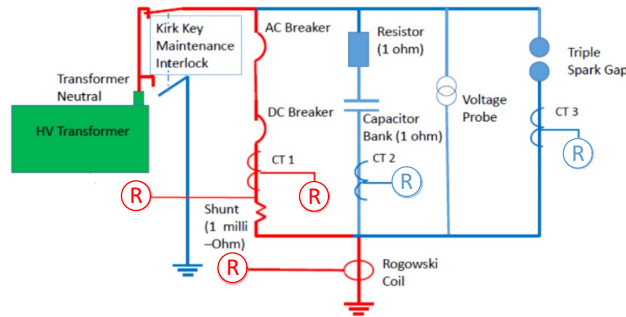 Kirk Key
Maintenance
Interlock
AC Breaker
Resistor
(1 ohm)
Triple
Spark Gap
Transformer
Neutral
HV Transformer
DC Breaker
Capacitor
Bank (1 ohm)
Voltage
Probe
CT 3
CT 1
CT 2
R
R
R
R
Shunt
(1 milli
–Ohm)
R
Rogowski
Coil